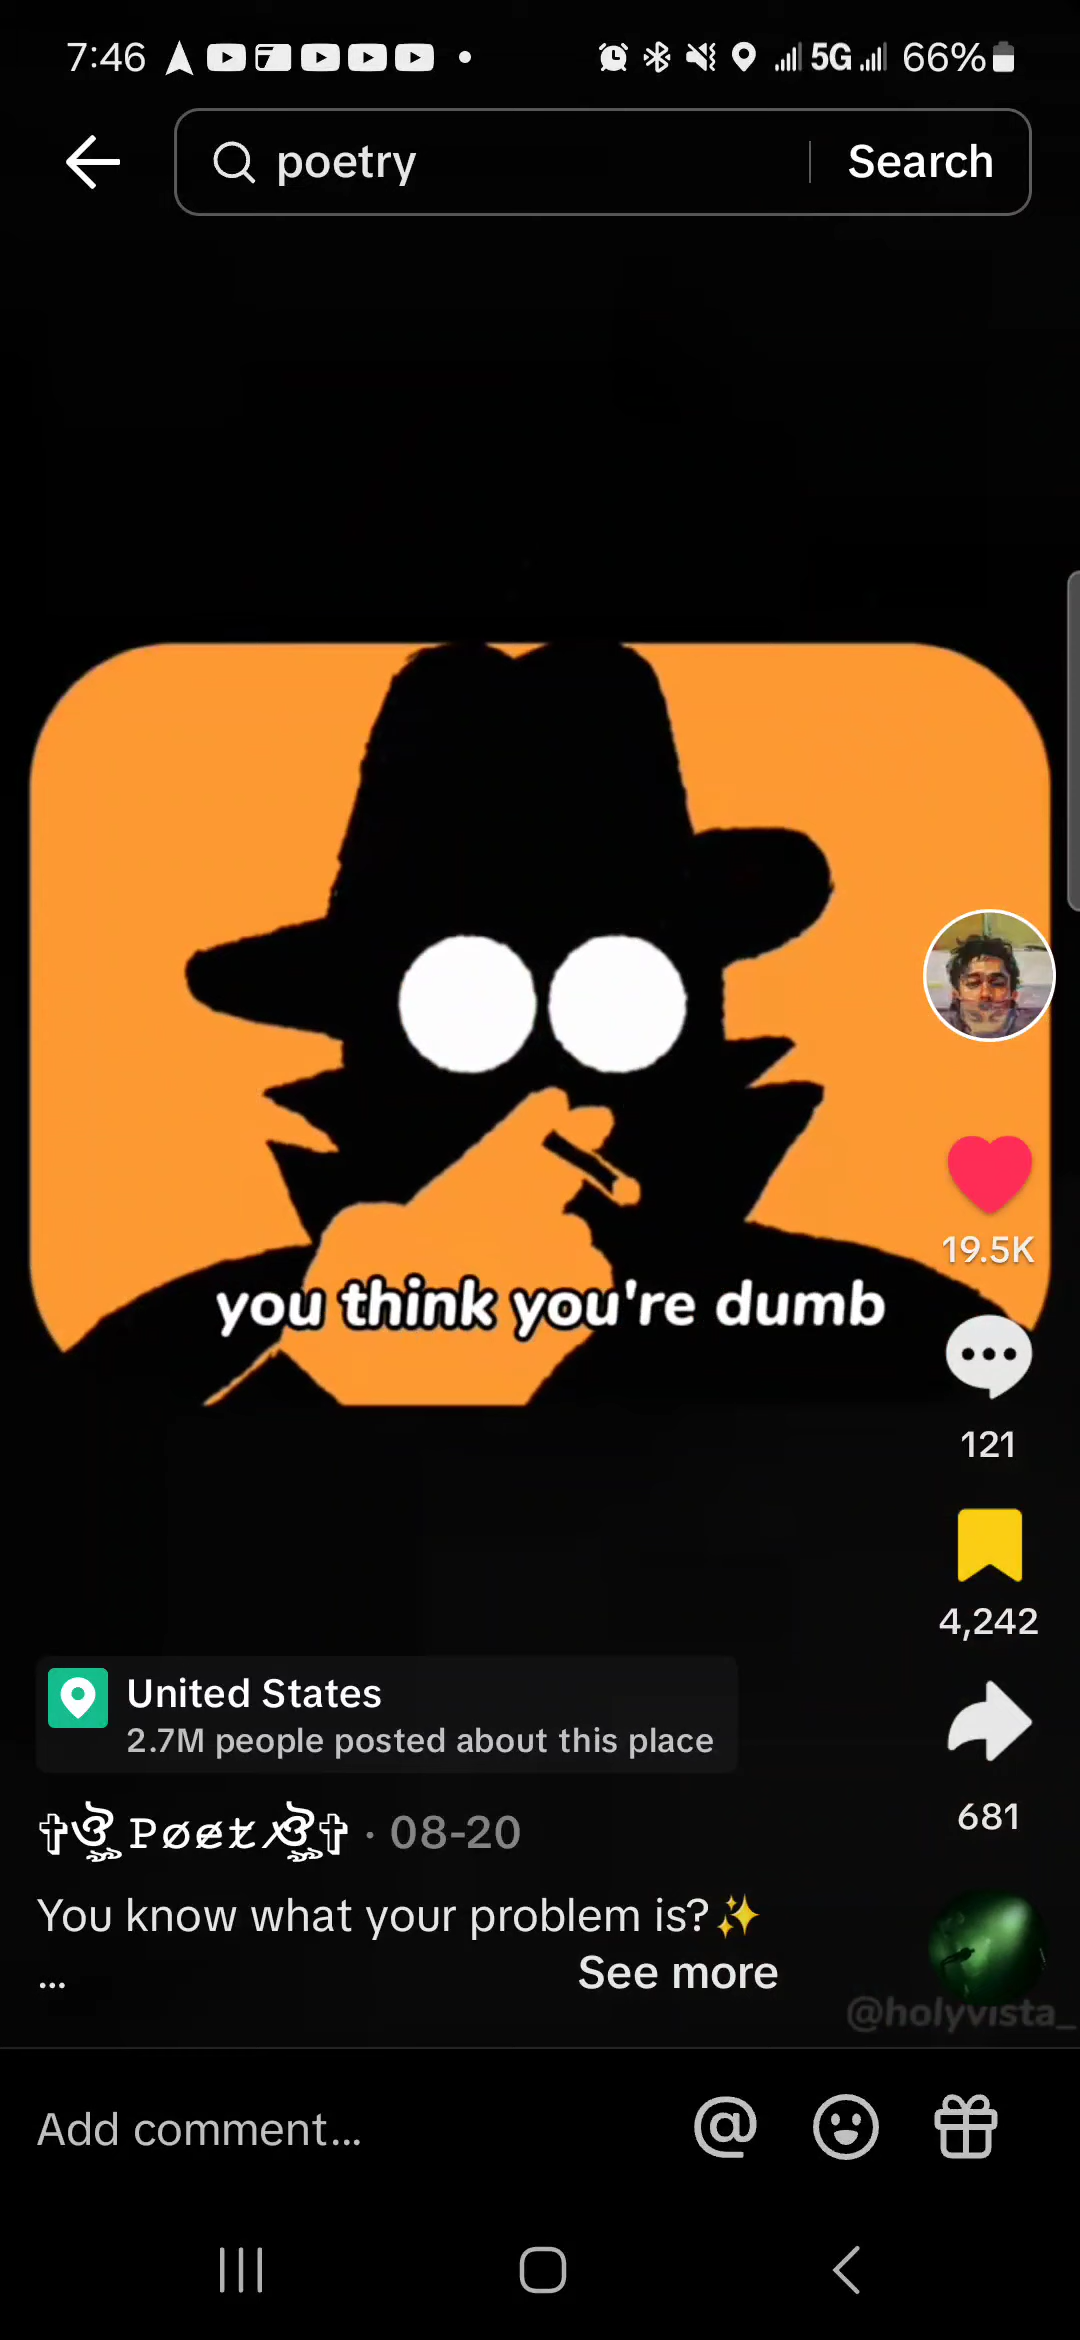 7:46
5G 66%
poetry
Search
you think you're dumb
19.5K
121
4,242
681
United States
2.7M people posted about this place
· 08-20
You know what your problem is?✨
...
See more
@holyvista_
Add comment...